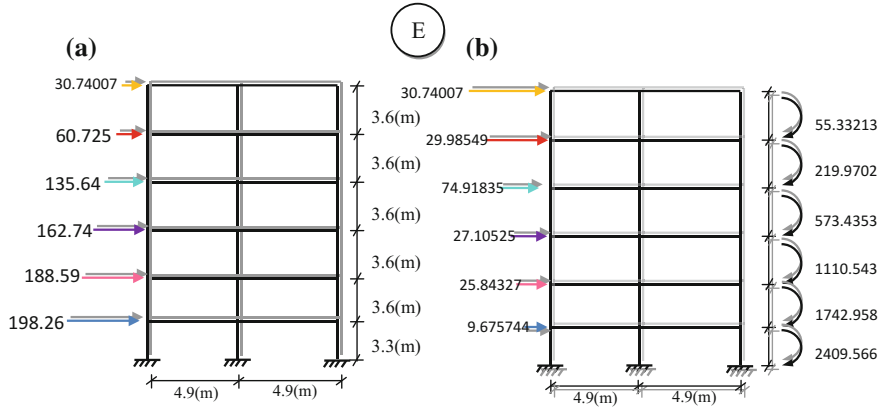 E
(a)
30.74007
60.725
135.64
162.74
188.59
198.26
3.6(m)
3.6(m)
3.6(m)
3.6(m)
3.6(m)
3.3(m)
4.9(m)
4.9(m)
(b)
30.74007
29.98549
74.91835
27.10525
25.84327
9.675744
55.33213
219.9702
573.4353
1110.543
1742.958
2409.566
4.9(m)
4.9(m)